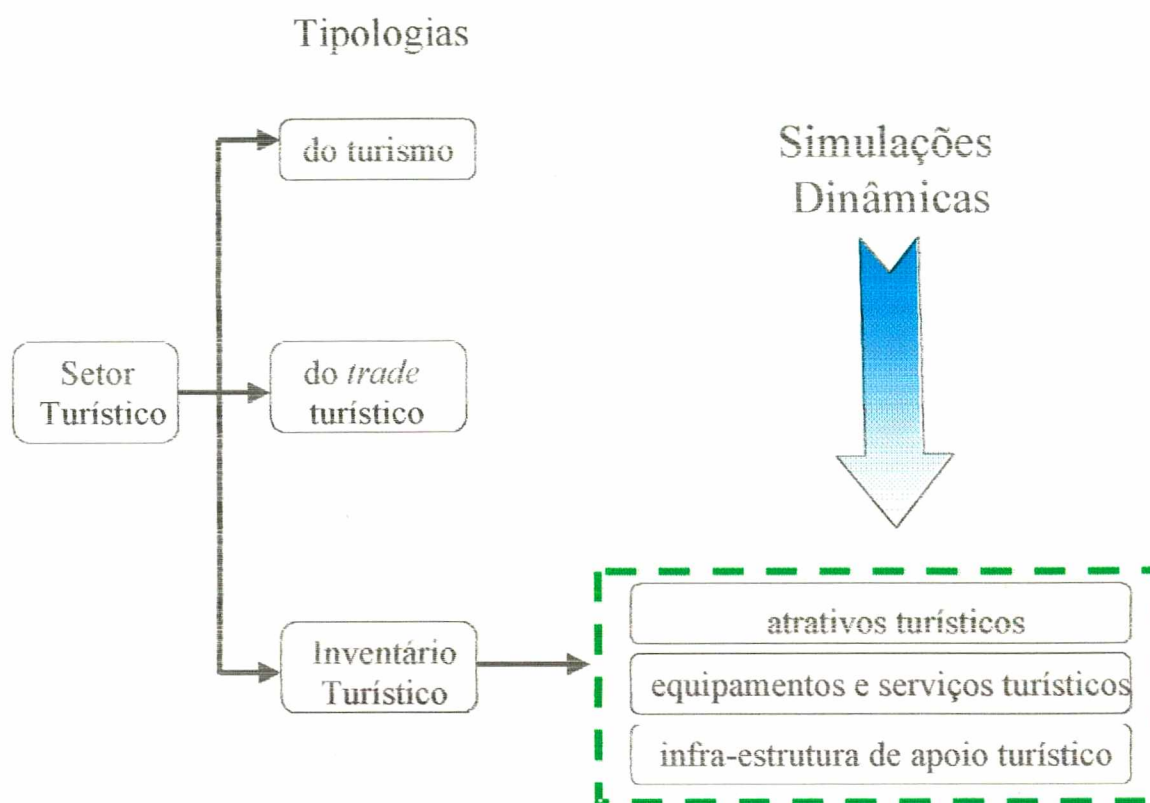 Tipologias
do turismo
Simulações
Dinâmicas
Setor
Turístico
do trade
turístico
Inventário
Turístico
atrativos turísticos
equipamentos e serviços turísticos
infra-estrutura de apoio turístico